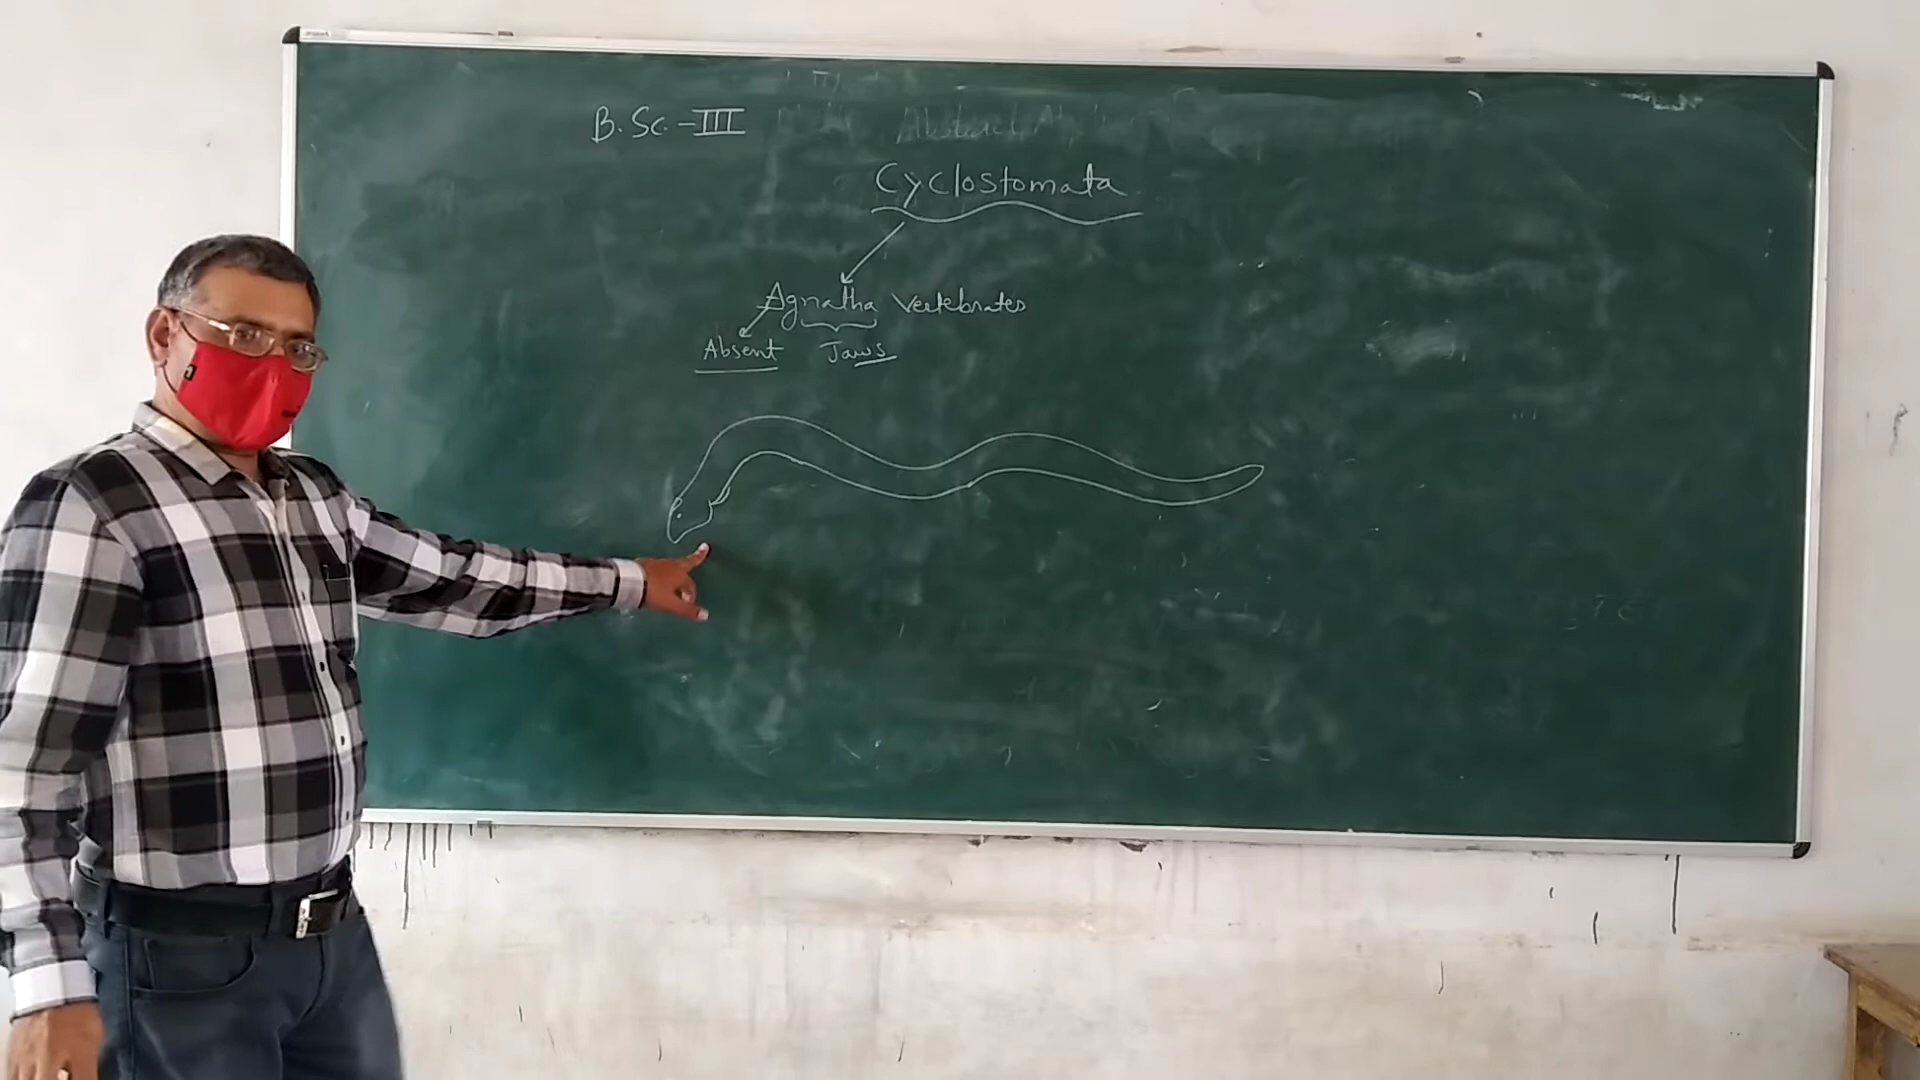 B.Sc.-III
Cyclostomata
Agnatha Vertebrates
Absent Jaws